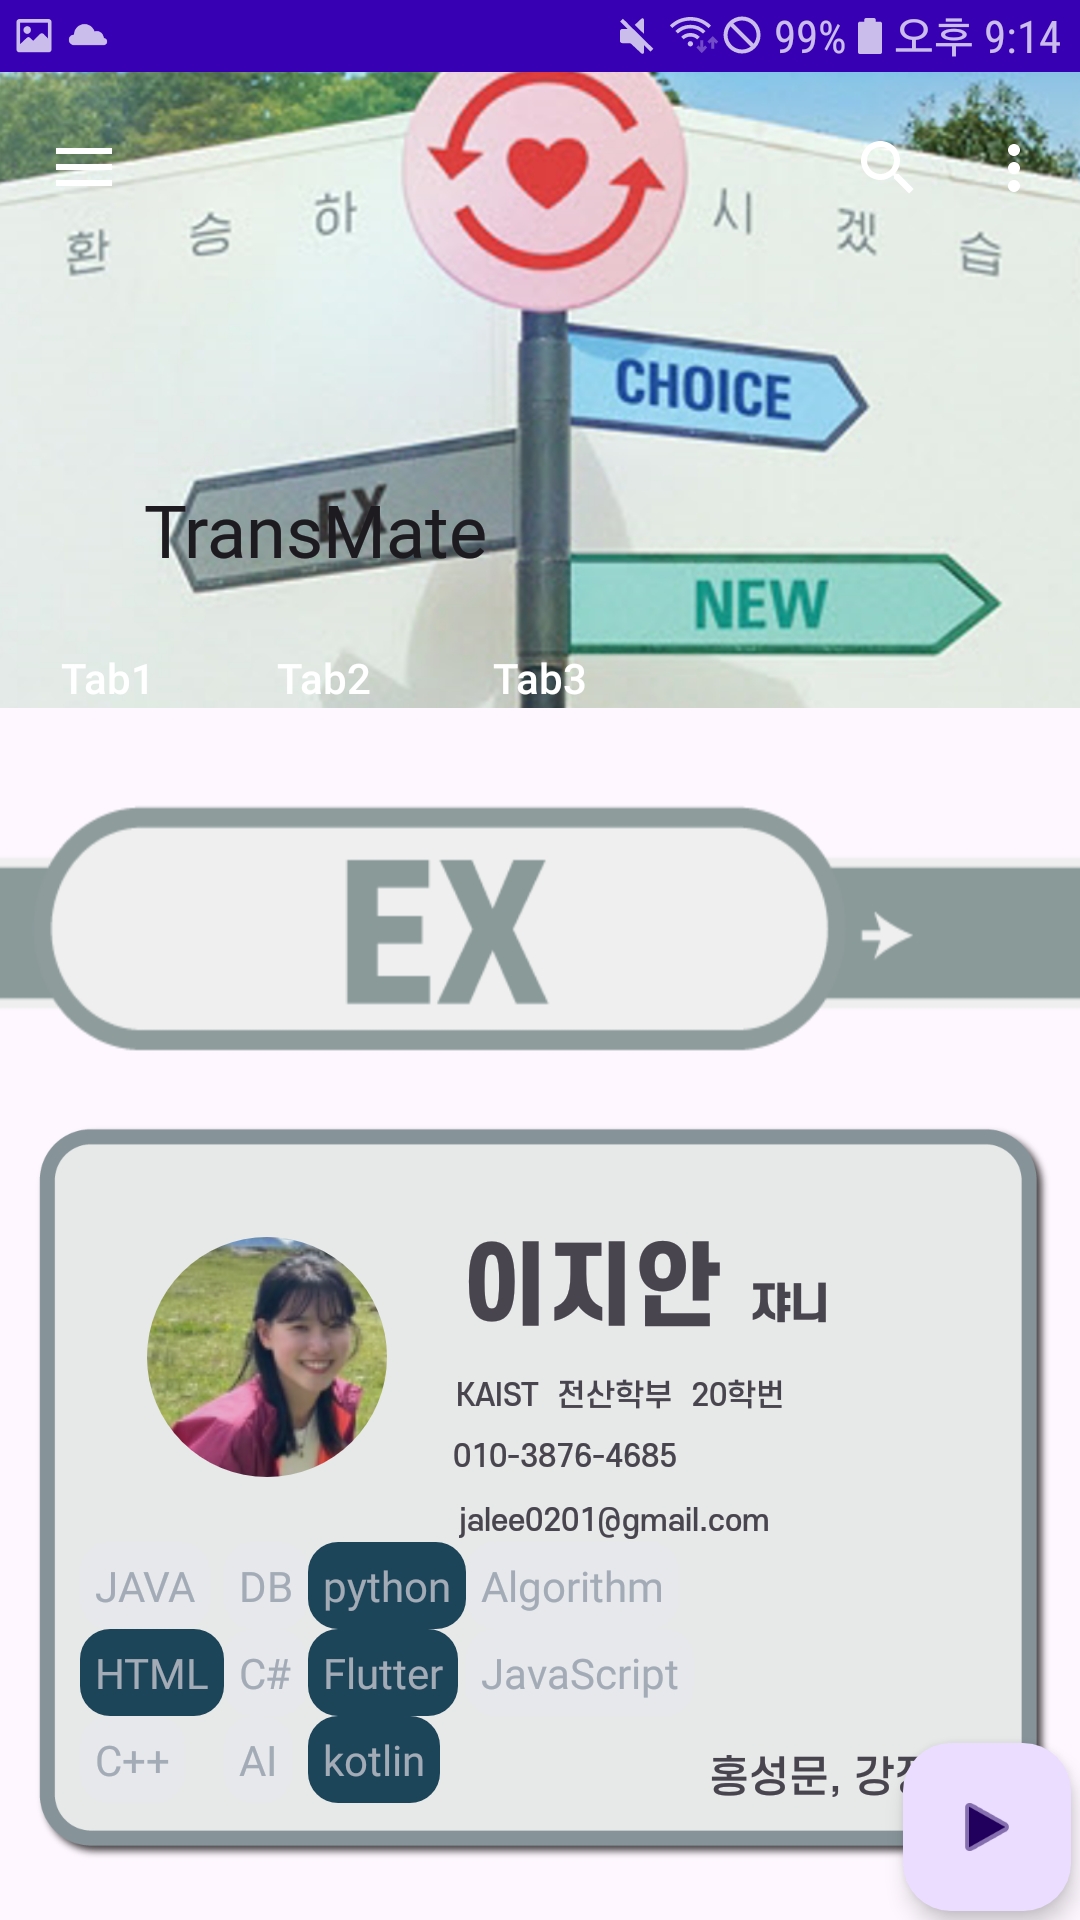 99% 오후 9:14
환 승 하 시 겠 습
CHOICE
EX
TransMate
NEW
Tab1 Tab2 Tab3
EX
이지안 쟈니
KAIST 전산학부 20학번
010-3876-4685
jalee0201@gmail.com
JAVA DB python Algorithm
HTML C# Flutter JavaScript
C++ AI kotlin
홍성문, 강